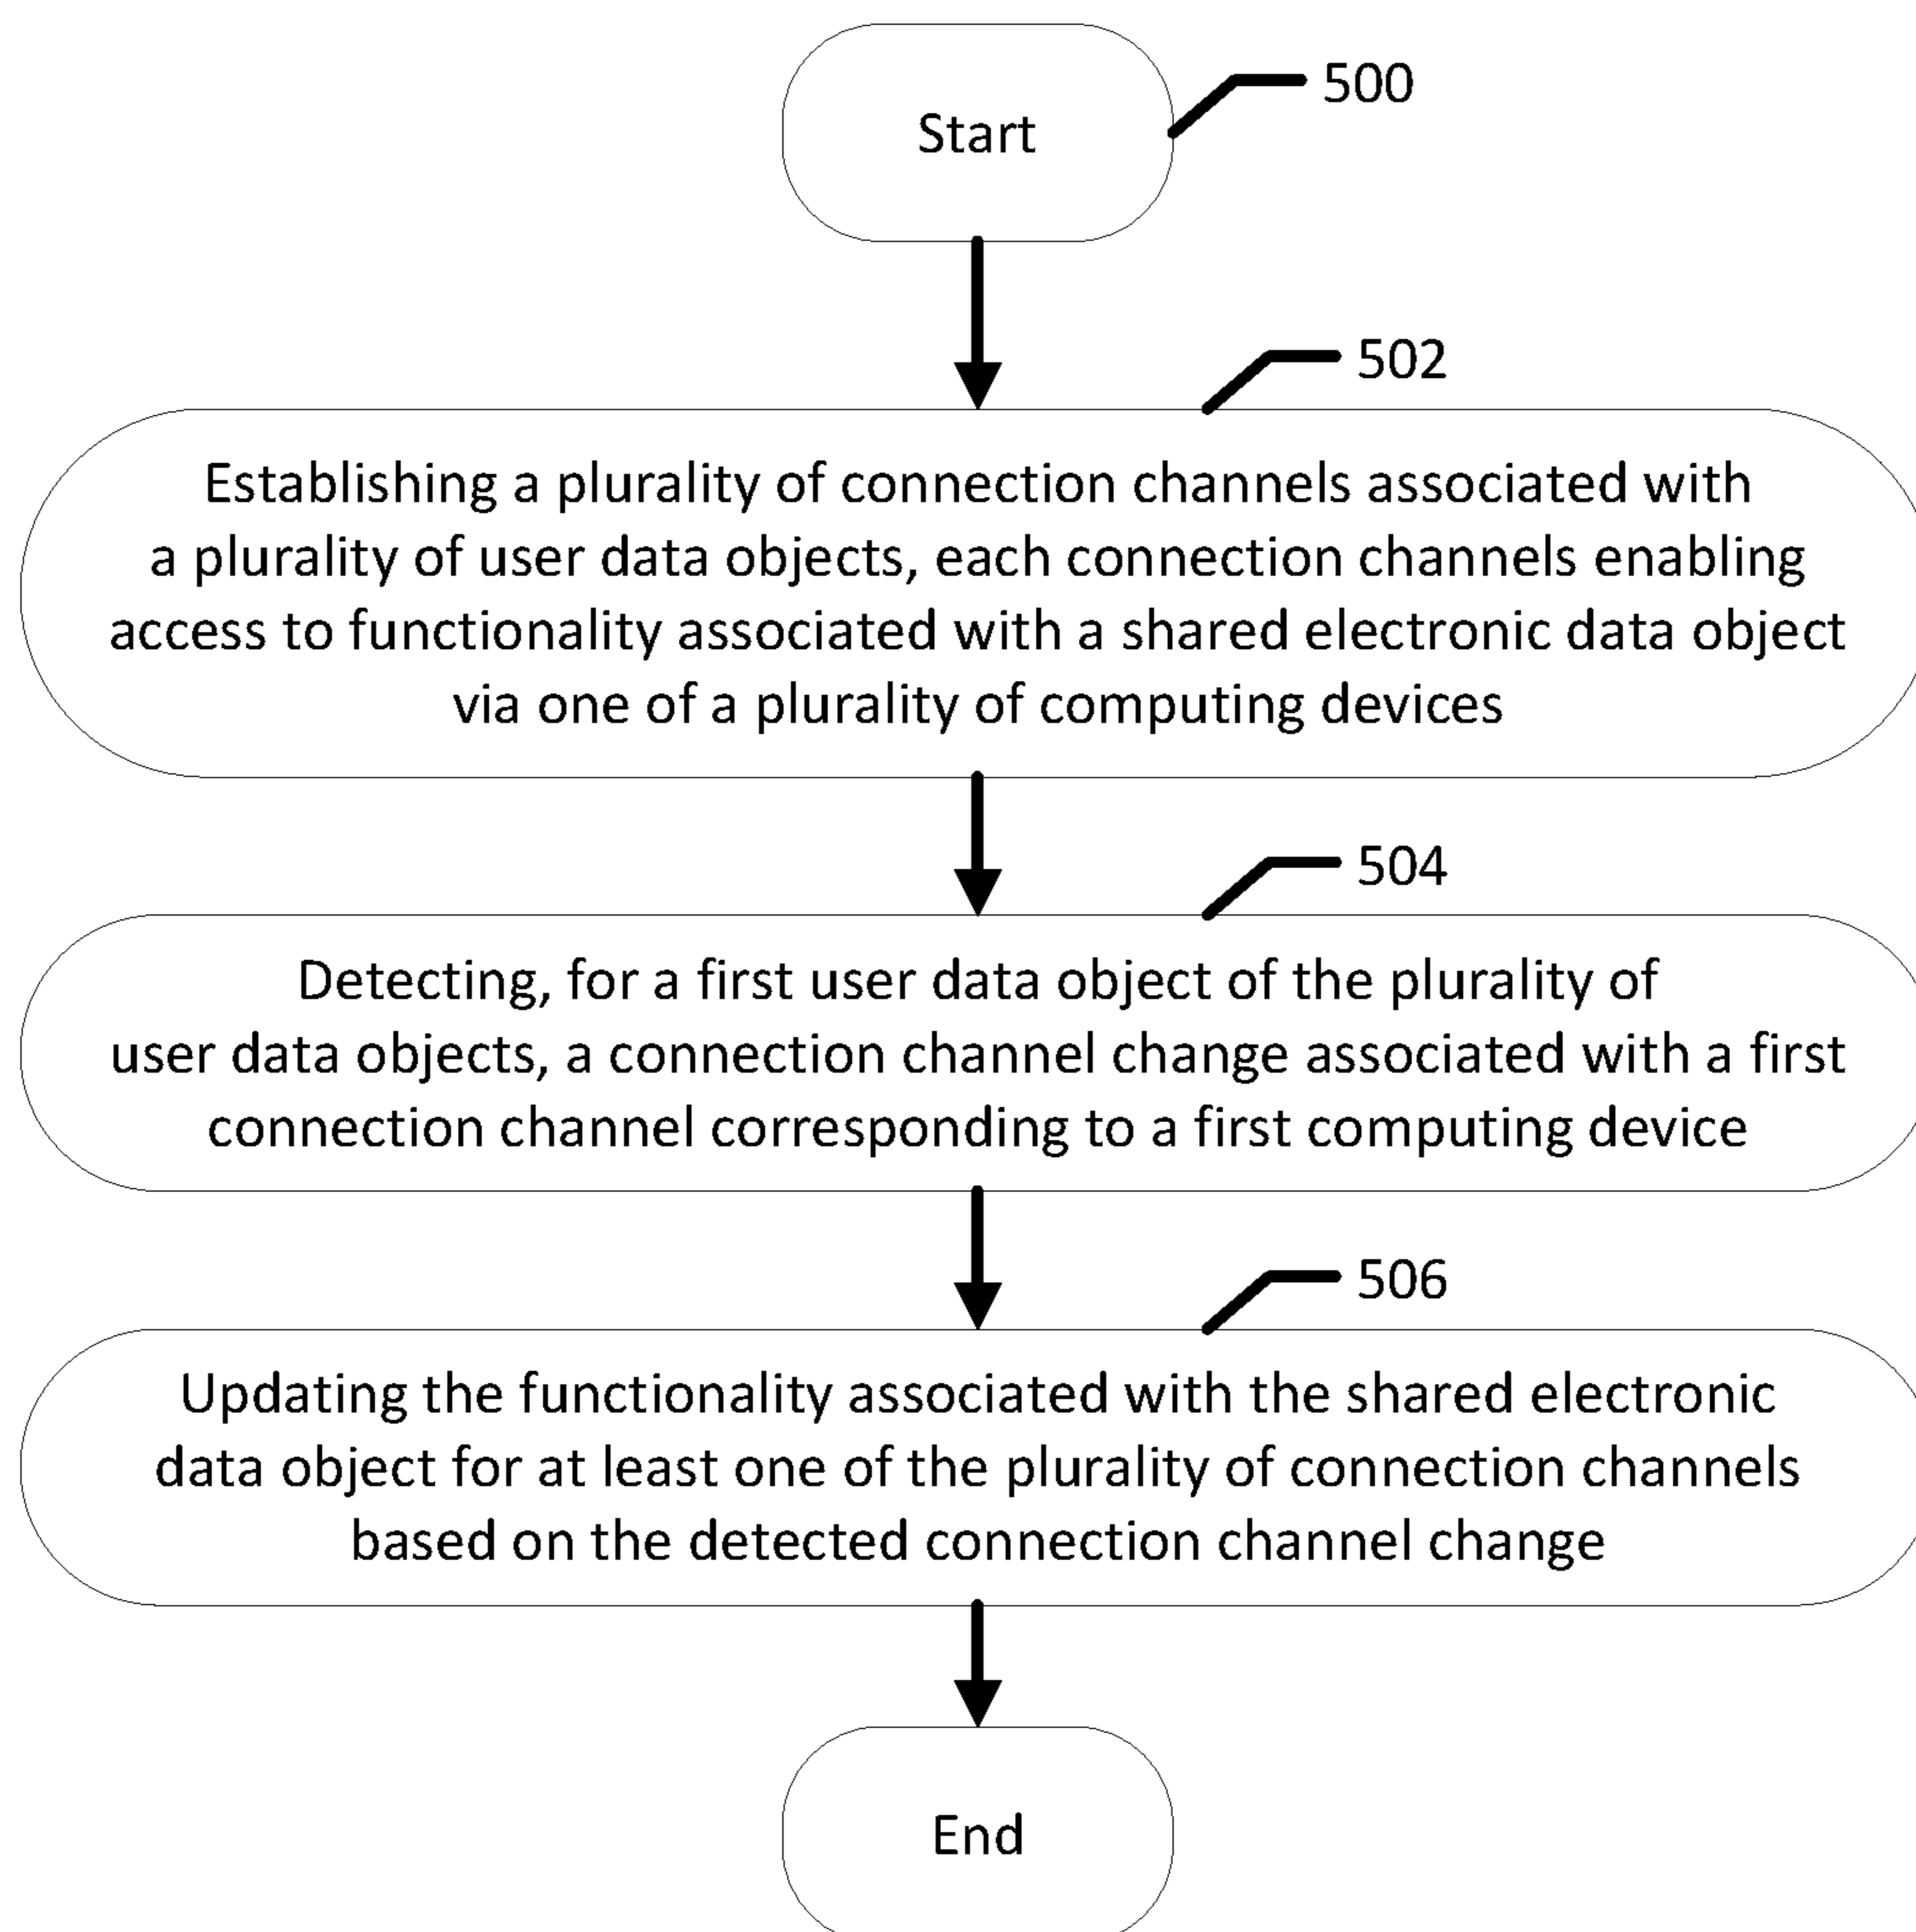 500
Start
502
Establishing a plurality of connection channels associated with
a plurality of user data objects, each connection channels enabling
access to functionality associated with a shared electronic data object
via one of a plurality of computing devices
504
Detecting, for a first user data object of the plurality of
user data objects, a connection channel change associated with a first
connection channel corresponding to a first computing device
506
Updating the functionality associated with the shared electronic
data object for at least one of the plurality of connection channels
based on the detected connection channel change
End